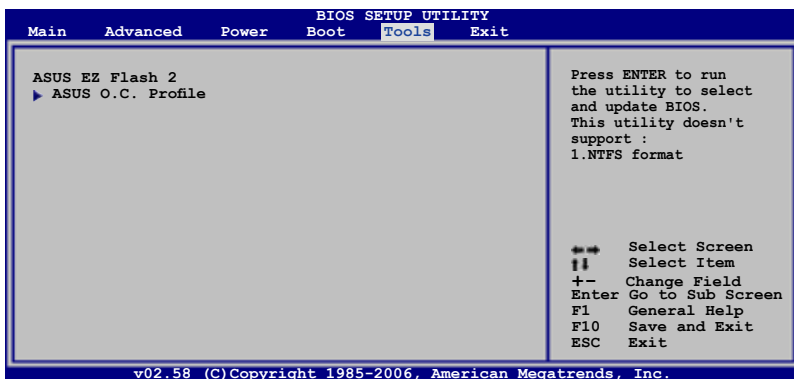 BIOS SETUP UTILITY
Main Advanced Power Boot Tools Exit
ASUS EZ Flash 2
ASUS O.C. Profile
Press ENTER to run
the utility to select
and update BIOS.
This utility doesn't
support :
1.NTFS format
Select Screen
Select Item
+- Change Field
Enter Go to Sub Screen
F1 General Help
F10 Save and Exit
ESC Exit
v02.58 (C)Copyright 1985-2006, American Megatrends, Inc.